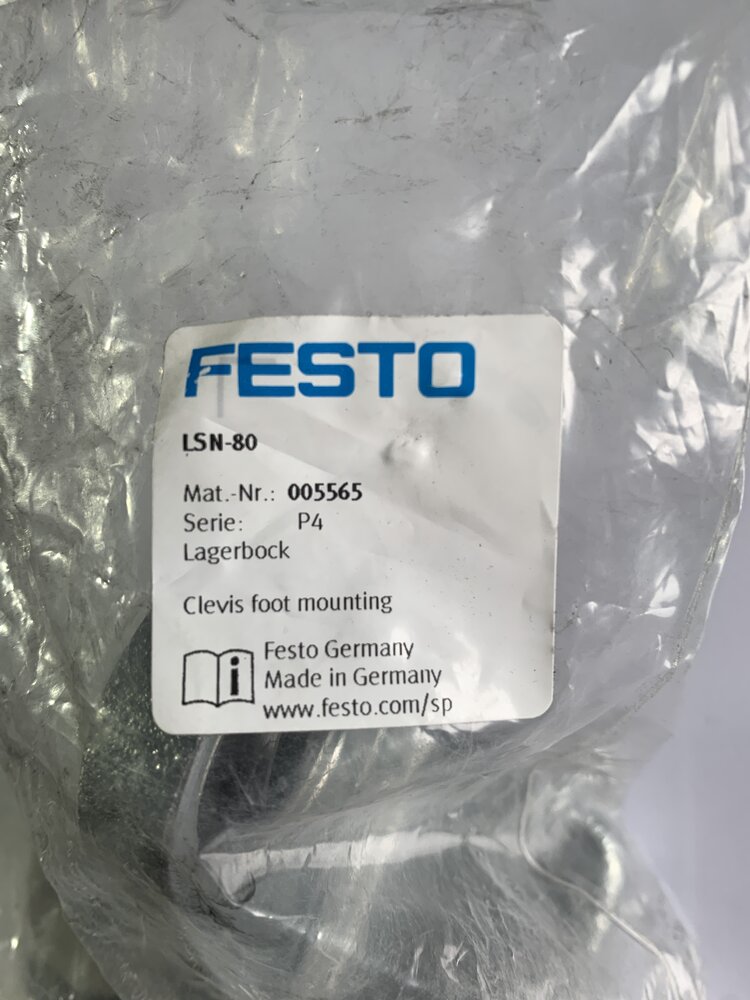 FESTO
LSN-80
Mat.-Nr.: 005565
Serie: P4
Lagerbock
Clevis foot mounting
i Festo Germany
Made in Germany
www.festo.com/sp